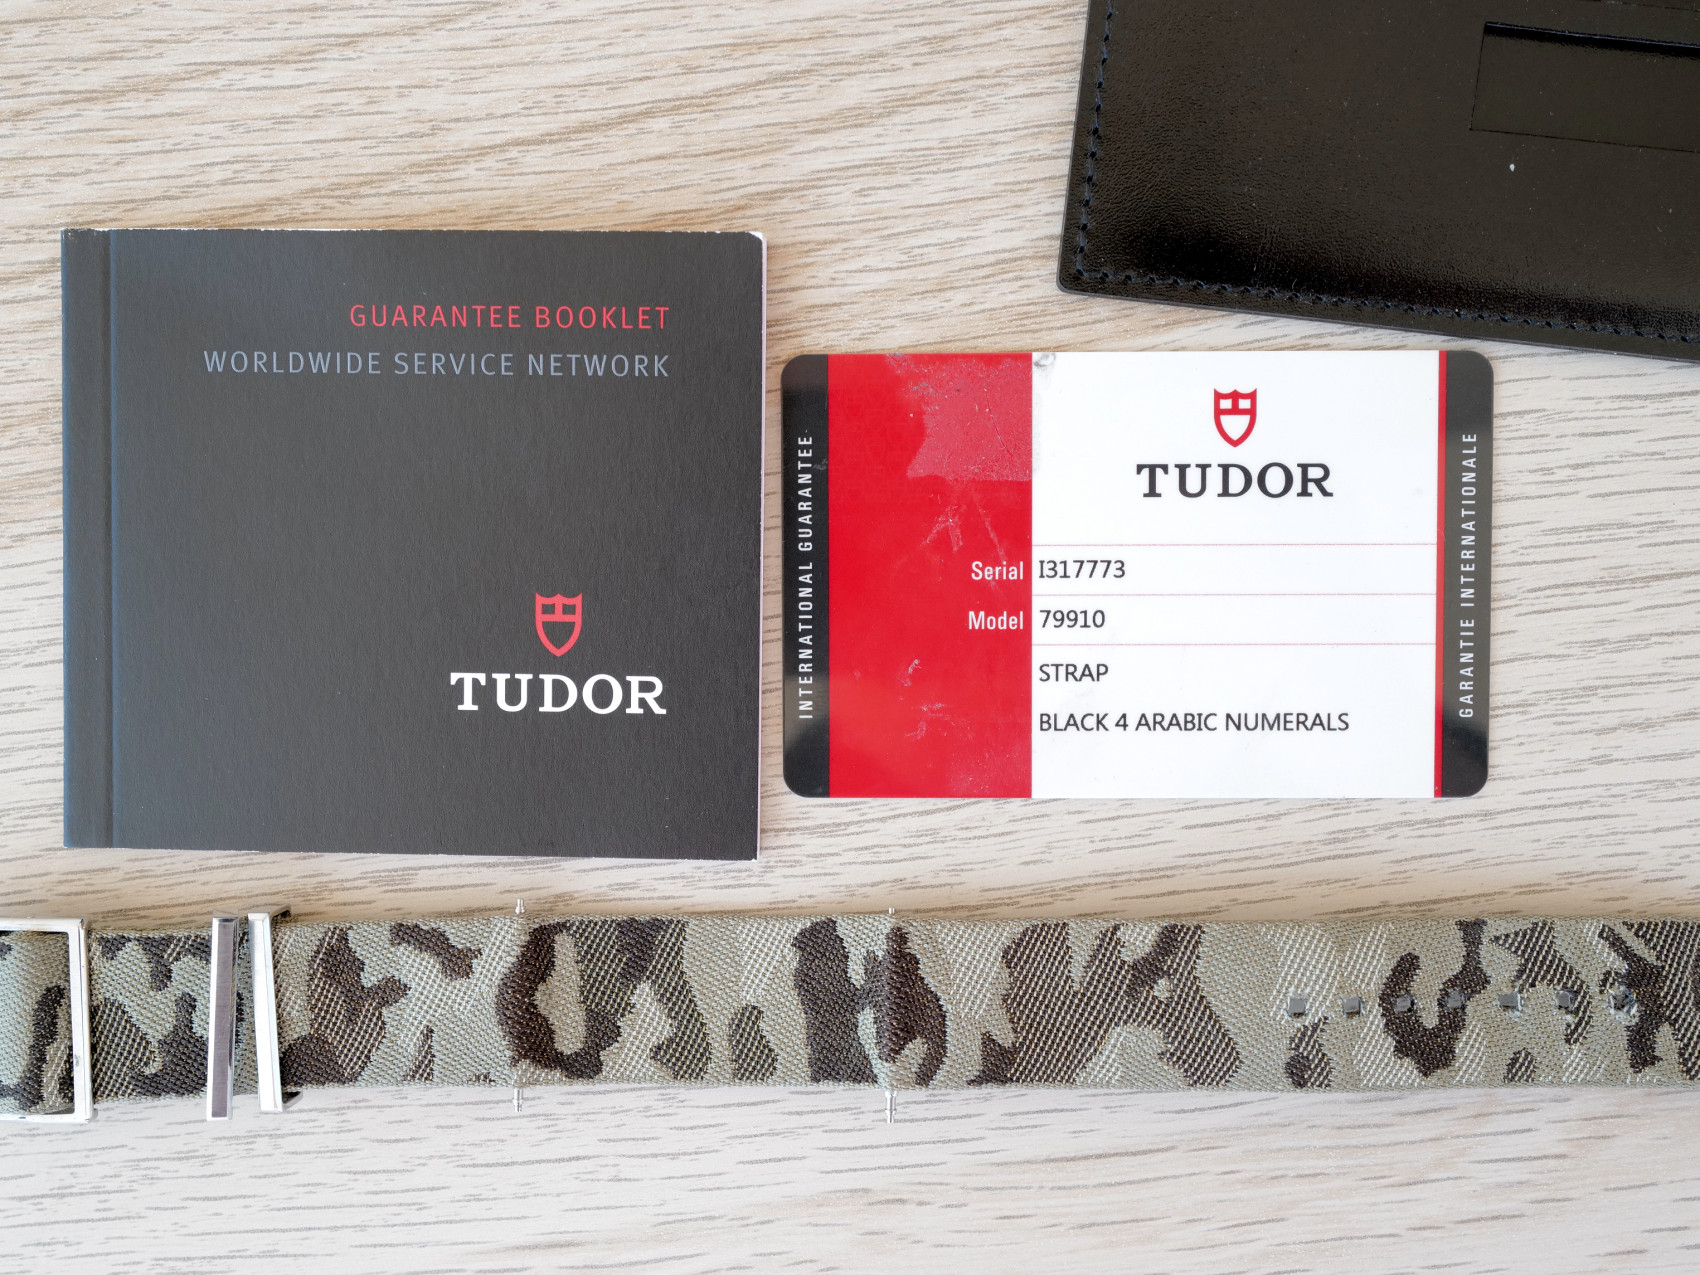 GUARANTEE BOOKLET
WORLDWIDE SERVICE NETWORK
TUDOR
INTERNATIONAL GUARANTEE
TUDOR
Serial I317773
Model 79910
STRAP
BLACK 4 ARABIC NUMERALS
GARANTIE INTERNATIONALE